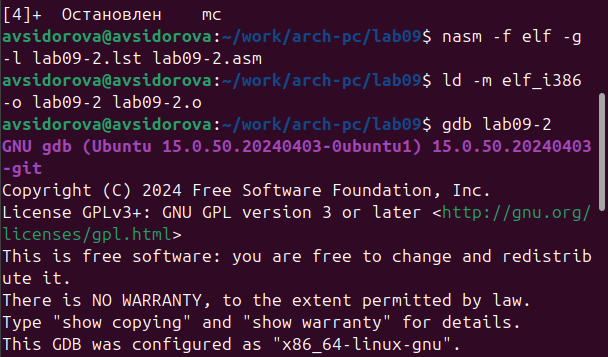 [4]+  Остановлен    mc
avsidorova@avsidorova:~/work/arch-pc/lab09$ nasm -f elf -g
-l lab09-2.lst lab09-2.asm
avsidorova@avsidorova:~/work/arch-pc/lab09$ ld -m elf_i386
-o lab09-2 lab09-2.o
avsidorova@avsidorova:~/work/arch-pc/lab09$ gdb lab09-2
GNU gdb (Ubuntu 15.0.50.20240403-0ubuntu1) 15.0.50.20240403
-git
Copyright (C) 2024 Free Software Foundation, Inc.
License GPLv3+: GNU GPL version 3 or later <http://gnu.org/
licenses/gpl.html>
This is free software: you are free to change and redistrib
ute it.
There is NO WARRANTY, to the extent permitted by law.
Type "show copying" and "show warranty" for details.
This GDB was configured as "x86_64-linux-gnu".